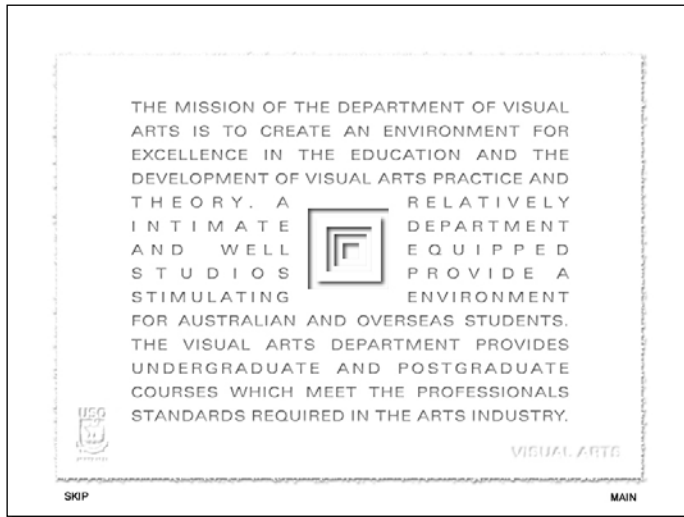 THE MISSION OF THE DEPARTMENT OF VISUAL
ARTS IS TO CREATE AN ENVIRONMENT FOR
EXCELLENCE IN THE EDUCATION AND THE
DEVELOPMENT OF VISUAL ARTS PRACTICE AND
THEORY. A RELATIVELY
INTIMATE DEPARTMENT
AND WELL EQUIPPED
STUDIOS PROVIDE A
STIMULATING ENVIRONMENT
FOR AUSTRALIAN AND OVERSEAS STUDENTS.
THE VISUAL ARTS DEPARTMENT PROVIDES
UNDERGRADUATE AND POSTGRADUATE
COURSES WHICH MEET THE PROFESSIONALS
STANDARDS REQUIRED IN THE ARTS INDUSTRY.
USQ
VISUAL ARTS
SKIP MAIN